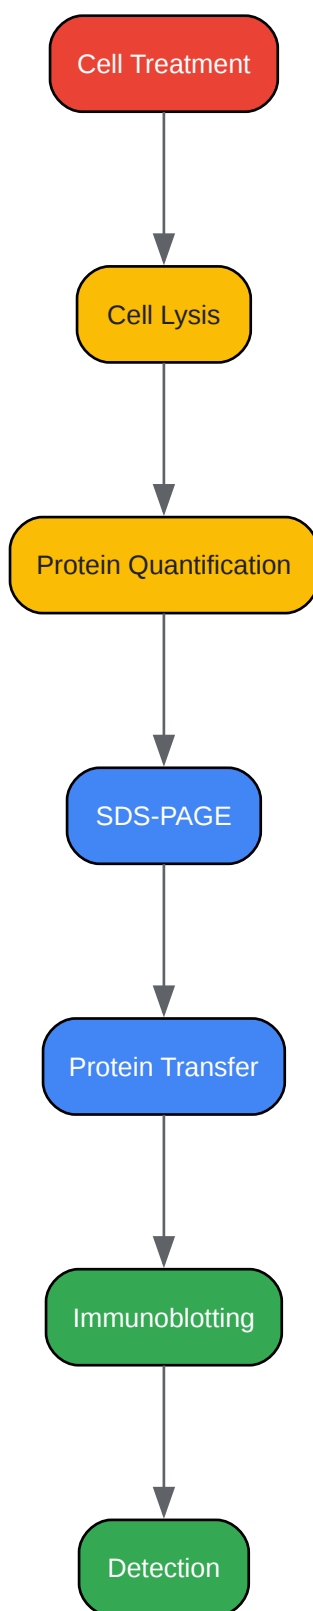 Cell Treatment
Cell Lysis
Protein Quantification
SDS-PAGE
Protein Transfer
Immunoblotting
Detection